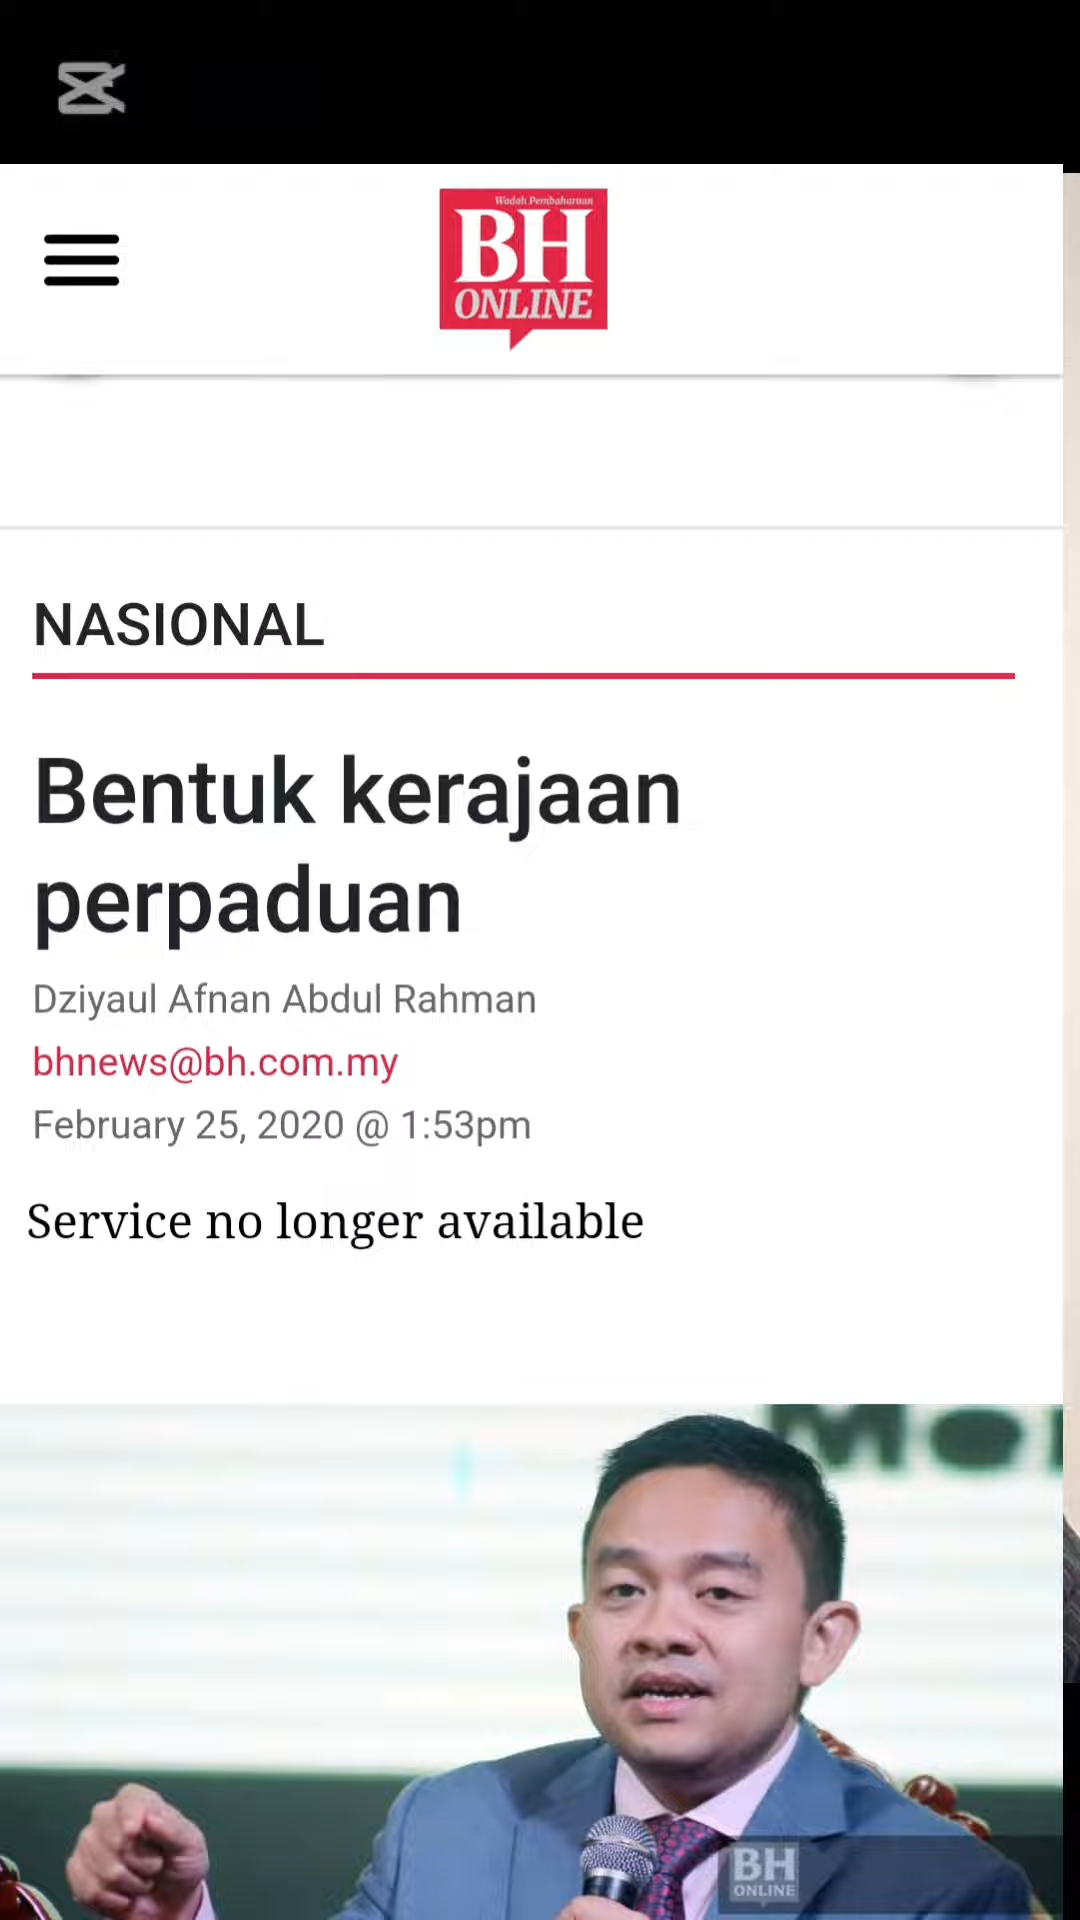 Wadah Pembaharuan
BH
ONLINE
NASIONAL
Bentuk kerajaan
perpaduan
Dziyaul Afnan Abdul Rahman
bhnews@bh.com.my
February 25, 2020 @ 1:53pm
Service no longer available
BH
ONLINE